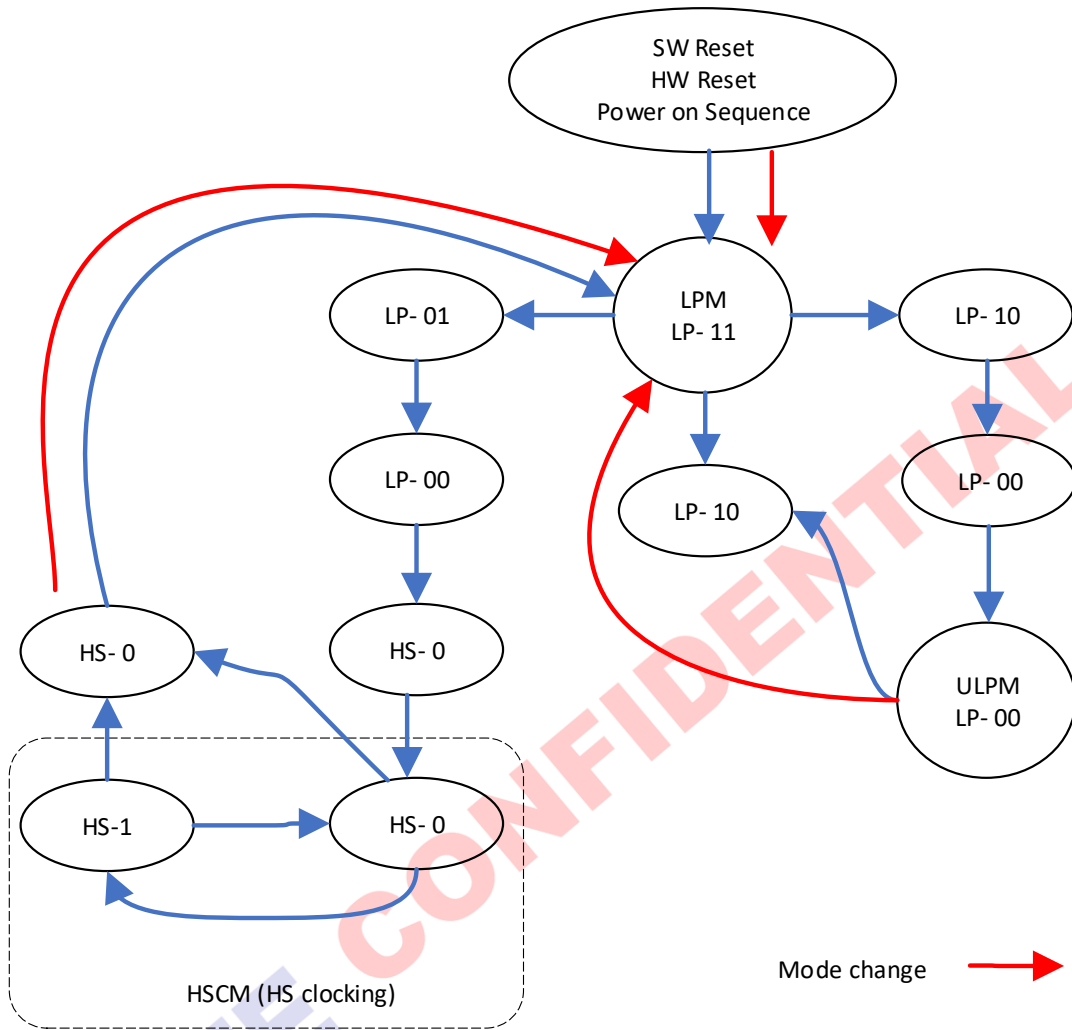 SW Reset
HW Reset
Power on Sequence
LPM
LP- 11
LP- 01
LP- 10
LP- 00
LP- 10
LP- 00
HS- 0
HS- 0
ULPM
LP- 00
HS-1
HS- 0
HSCM (HS clocking)
Mode change
CONFIDENTIAL